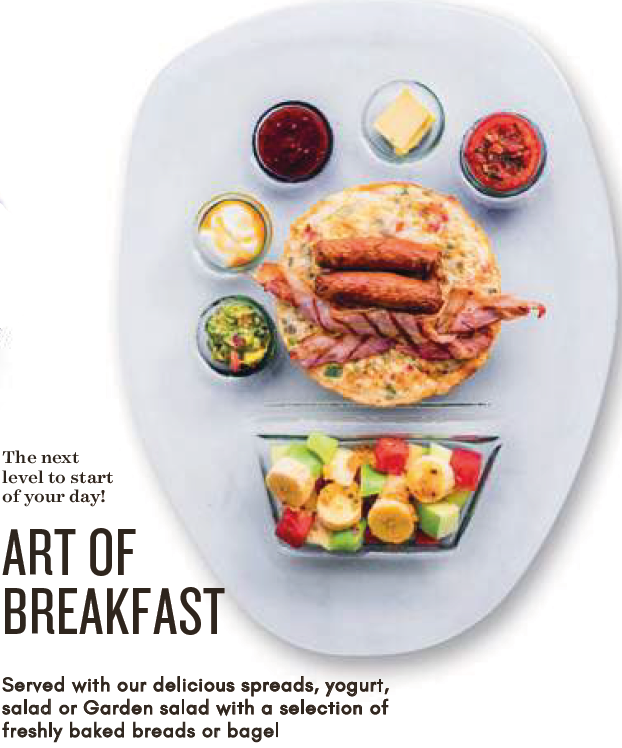 The next
level to start
of your day!
ART OF
BREAKFAST
Served with our delicious spreads, yogurt,
salad or Garden salad with a selection of
freshly baked breads or bagel